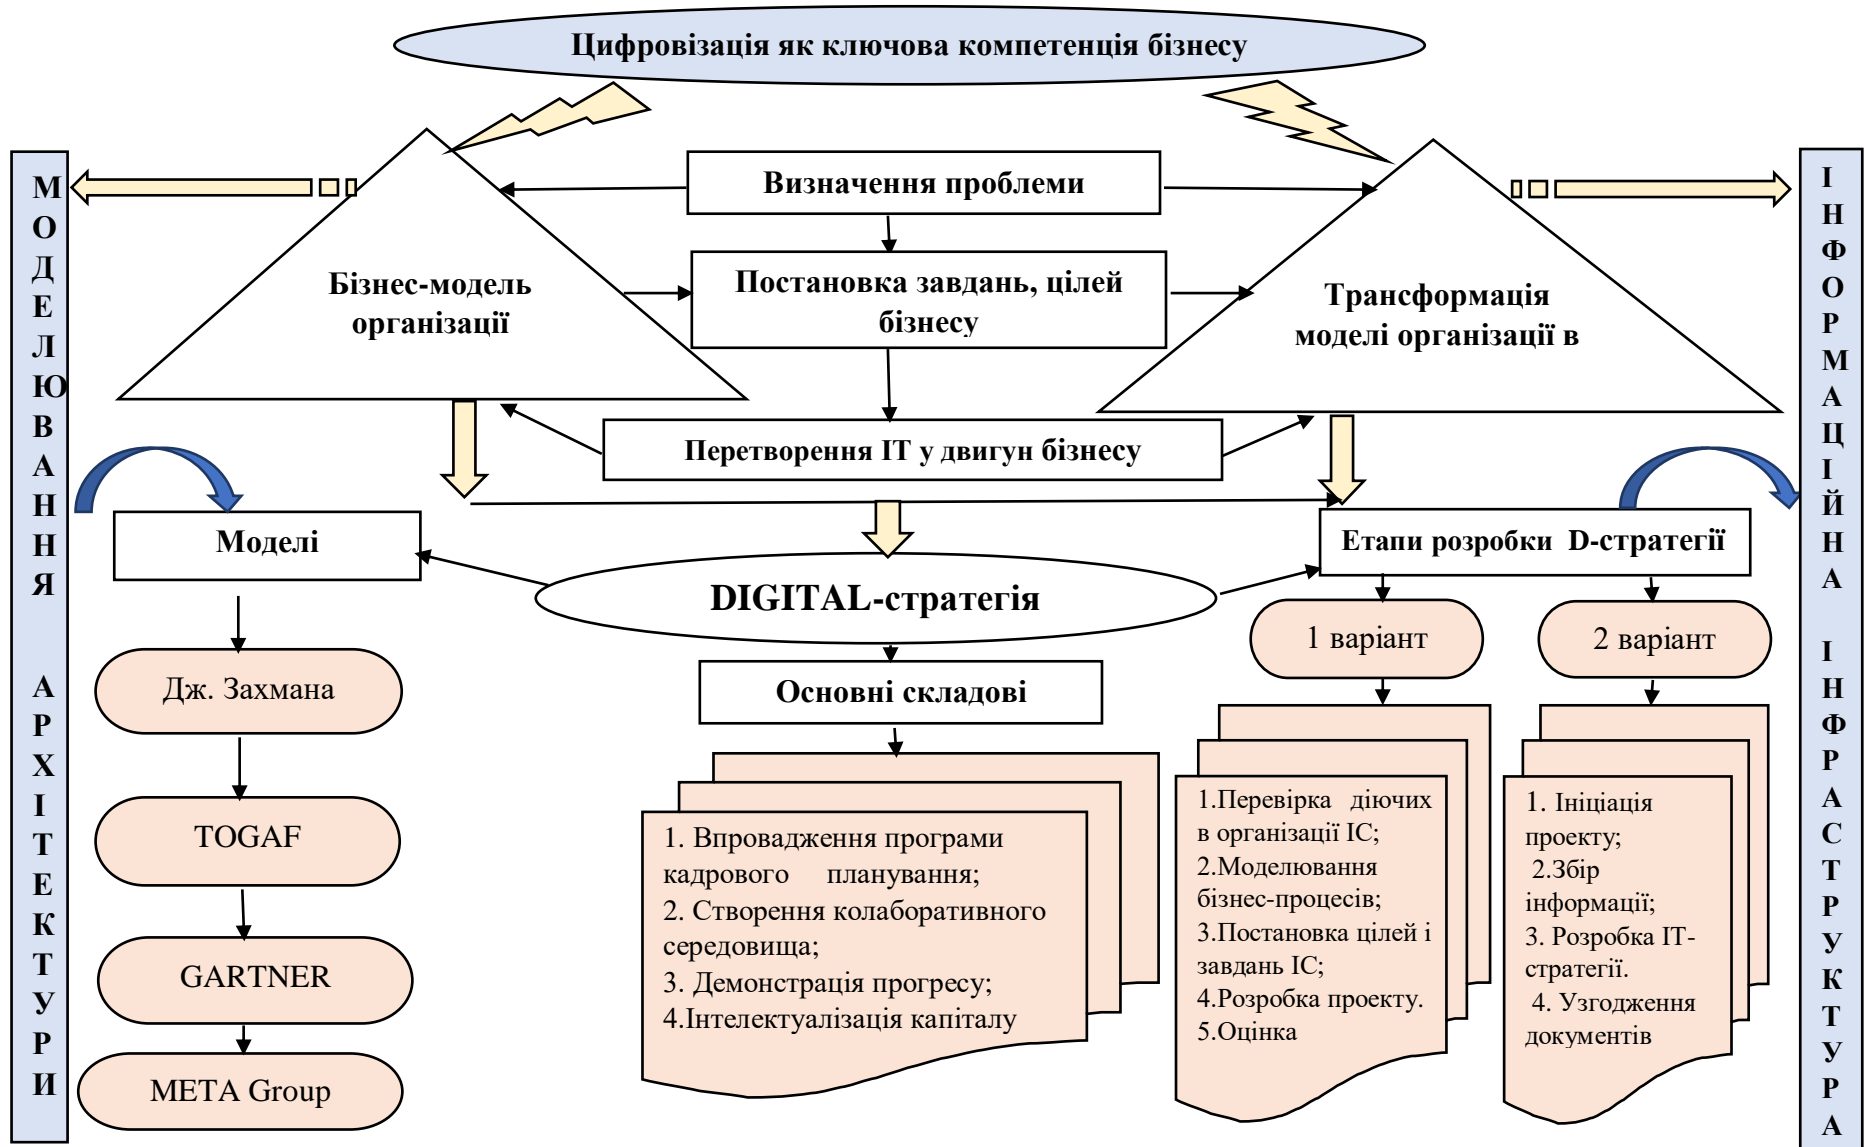 Цифровізація як ключова компетенція бізнесу
МОДЕЛЮВАННЯ АРХІТЕКТУРИ
Визначення проблеми
ІНФОРМАЦІЙНА ІНФРАСТРУКТУРА
Бізнес-модель
організації
Постановка завдань, цілей
бізнесу
Трансформація
моделі організації в
Перетворення ІТ у двигун бізнесу
Моделі
DIGITAL-стратегія
Етапи розробки D-стратегії
Дж. Захмана
TOGAF
GARTNER
META Group
Основні складові
1. Впровадження програми
кадрового планування;
2. Створення колаборативного
середовища;
3. Демонстрація прогресу;
4.Інтелектуалізація капіталу
1 варіант
1.Перевірка діючих
в організації ІС;
2.Моделювання
бізнес-процесів;
3.Постановка цілей і
завдань ІС;
4.Розробка проекту.
5.Оцінка
2 варіант
1. Ініціація
проекту;
2.Збір
інформації;
3. Розробка ІТ-
стратегії.
4. Узгодження
документів